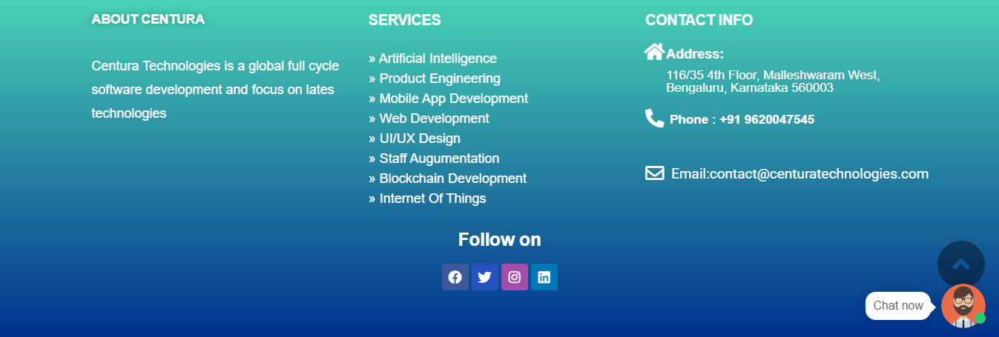 ABOUT CENTURA
Centura Technologies is a global full cycle
software development and focus on lates
technologies
SERVICES
» Artificial Intelligence
» Product Engineering
» Mobile App Development
» Web Development
» UI/UX Design
» Staff Augumentation
» Blockchain Development
» Internet Of Things
CONTACT INFO
Address:
116/35 4th Floor, Malleshwaram West,
Bengaluru, Karnataka 560003
Phone : +91 9620047545
Email:contact@centuratechnologies.com
Follow on
Chat now